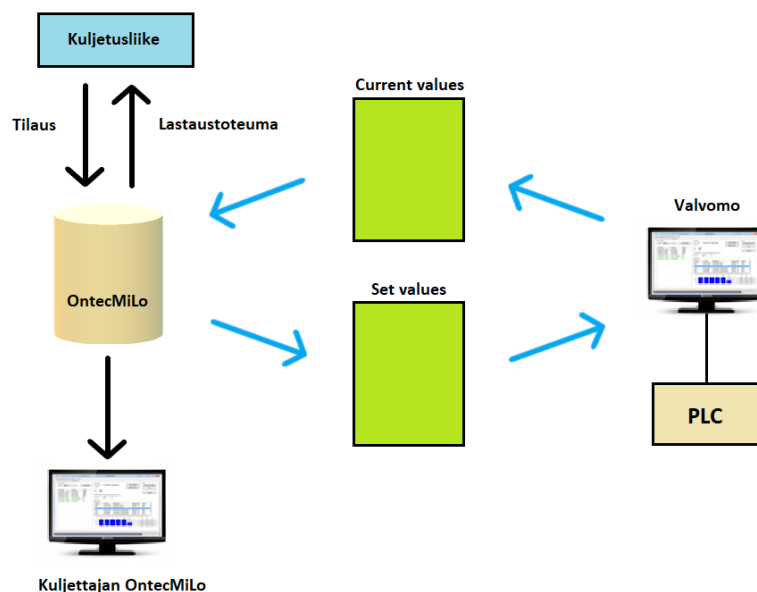 Kuljetusliike
Current values
Tilaus
Lastaustoteuma
Valvomo
OntecMiLo
Set values
PLC
Kuljettajan OntecMiLo